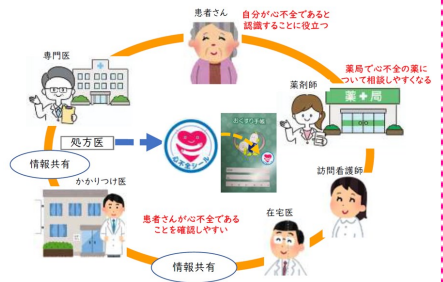 患者さん
自分が心不全であると
認識することに役立つ
専門医
薬局で心不全の薬に
ついて相談しやすくなる
薬剤師
薬+局
処方医
心不全シール
おくすり手帳
情報共有
訪問看護師
かかりつけ医
患者さんが心不全である
ことを確認しやすい
在宅医
情報共有